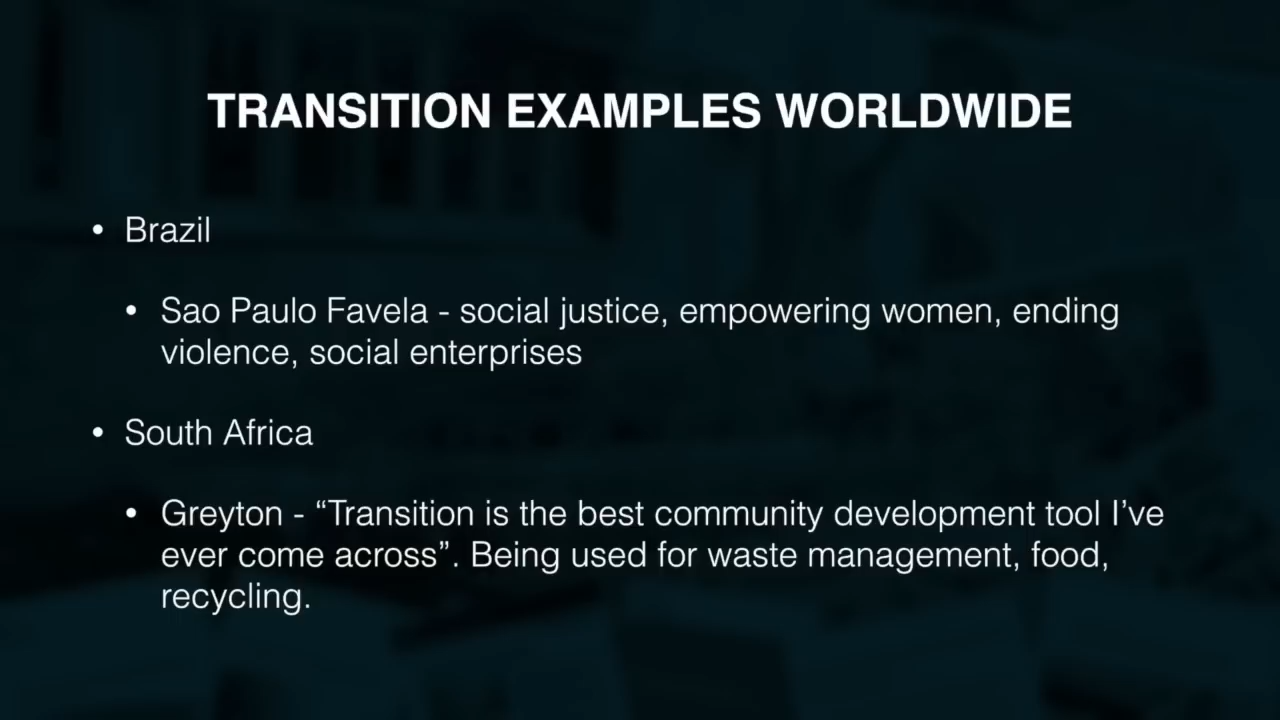 TRANSITION EXAMPLES WORLDWIDE
• Brazil
• Sao Paulo Favela - social justice, empowering women, ending
violence, social enterprises
• South Africa
• Greyton - “Transition is the best community development tool I’ve
ever come across”. Being used for waste management, food,
recycling.